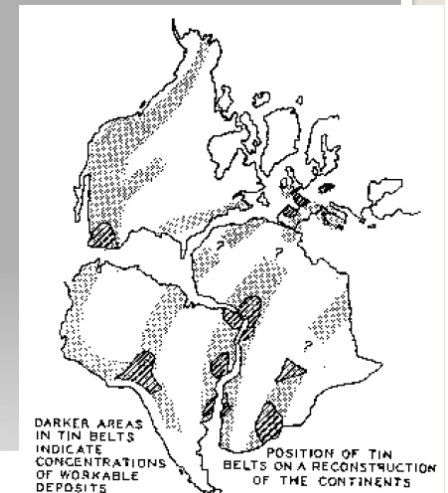 ?
?
?
DARKER AREAS
IN TIN BELTS
INDICATE
CONCENTRATIONS
OF WORKABLE
DEPOSITS
POSITION OF TIN
BELTS ON A RECONSTRUCTION
OF THE CONTINENTS